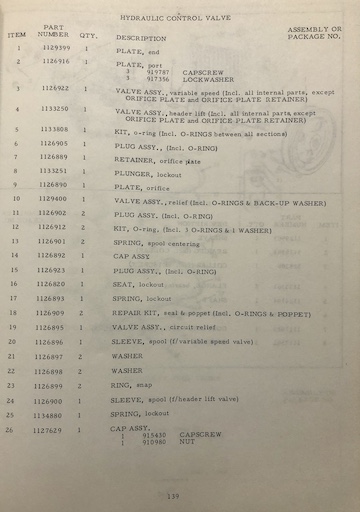 HYDRAULIC CONTROL VALVE
ITEM PART NUMBER QTY. DESCRIPTION ASSEMBLY OR PACKAGE NO.
1 1129399 1 PLATE, end
2 1126916 1 PLATE, port
3 919787 CAPSCREW
3 917356 LOCKWASHER
3 1126922 1 VALVE ASSY., variable speed (Incl. all internal parts, except
ORIFICE PLATE and ORIFICE PLATE RETAINER)
4 1133250 1 VALVE ASSY., header lift (Incl. all internal parts, except
ORIFICE PLATE and ORIFICE PLATE RETAINER)
5 1133808 1 KIT, o-ring (Incl. O-RINGS between all sections)
6 1126905 1 PLUG ASSY., (Incl. O-RING)
7 1126889 1 RETAINER, orifice plate
8 1133251 1 PLUNGER, lockout
9 1126890 1 PLATE, orifice
10 1129400 1 VALVE ASSY., relief (Incl. O-RINGS & BACK-UP WASHER)
11 1126902 2 PLUG ASSY. (Incl. O-RING)
12 1126912 2 KIT, O-ring, (Incl. 3 O-RINGS & 1 WASHER)
13 1126901 2 SPRING, spool centering
14 1126892 1 CAP ASSY
15 1126923 1 PLUG ASSY., (Incl. O-RING)
16 1126820 1 SEAT, lockout
17 1126893 1 SPRING, lockout
18 1126909 2 REPAIR KIT, seal & poppet (Incl. O-RINGS & POPPET)
19 1126895 1 VALVE ASSY., circuit relief
20 1126896 1 SLEEVE, spool (f/variable speed valve)
21 1126897 2 WASHER
22 1126898 2 WASHER
23 1126899 2 RING, snap
24 1126900 1 SLEEVE, spool (f/header lift valve)
25 1134880 1 SPRING, lockout
26 1127629 1 CAP ASSY.
1 915430 CAPSCREW
1 910980 NUT
139